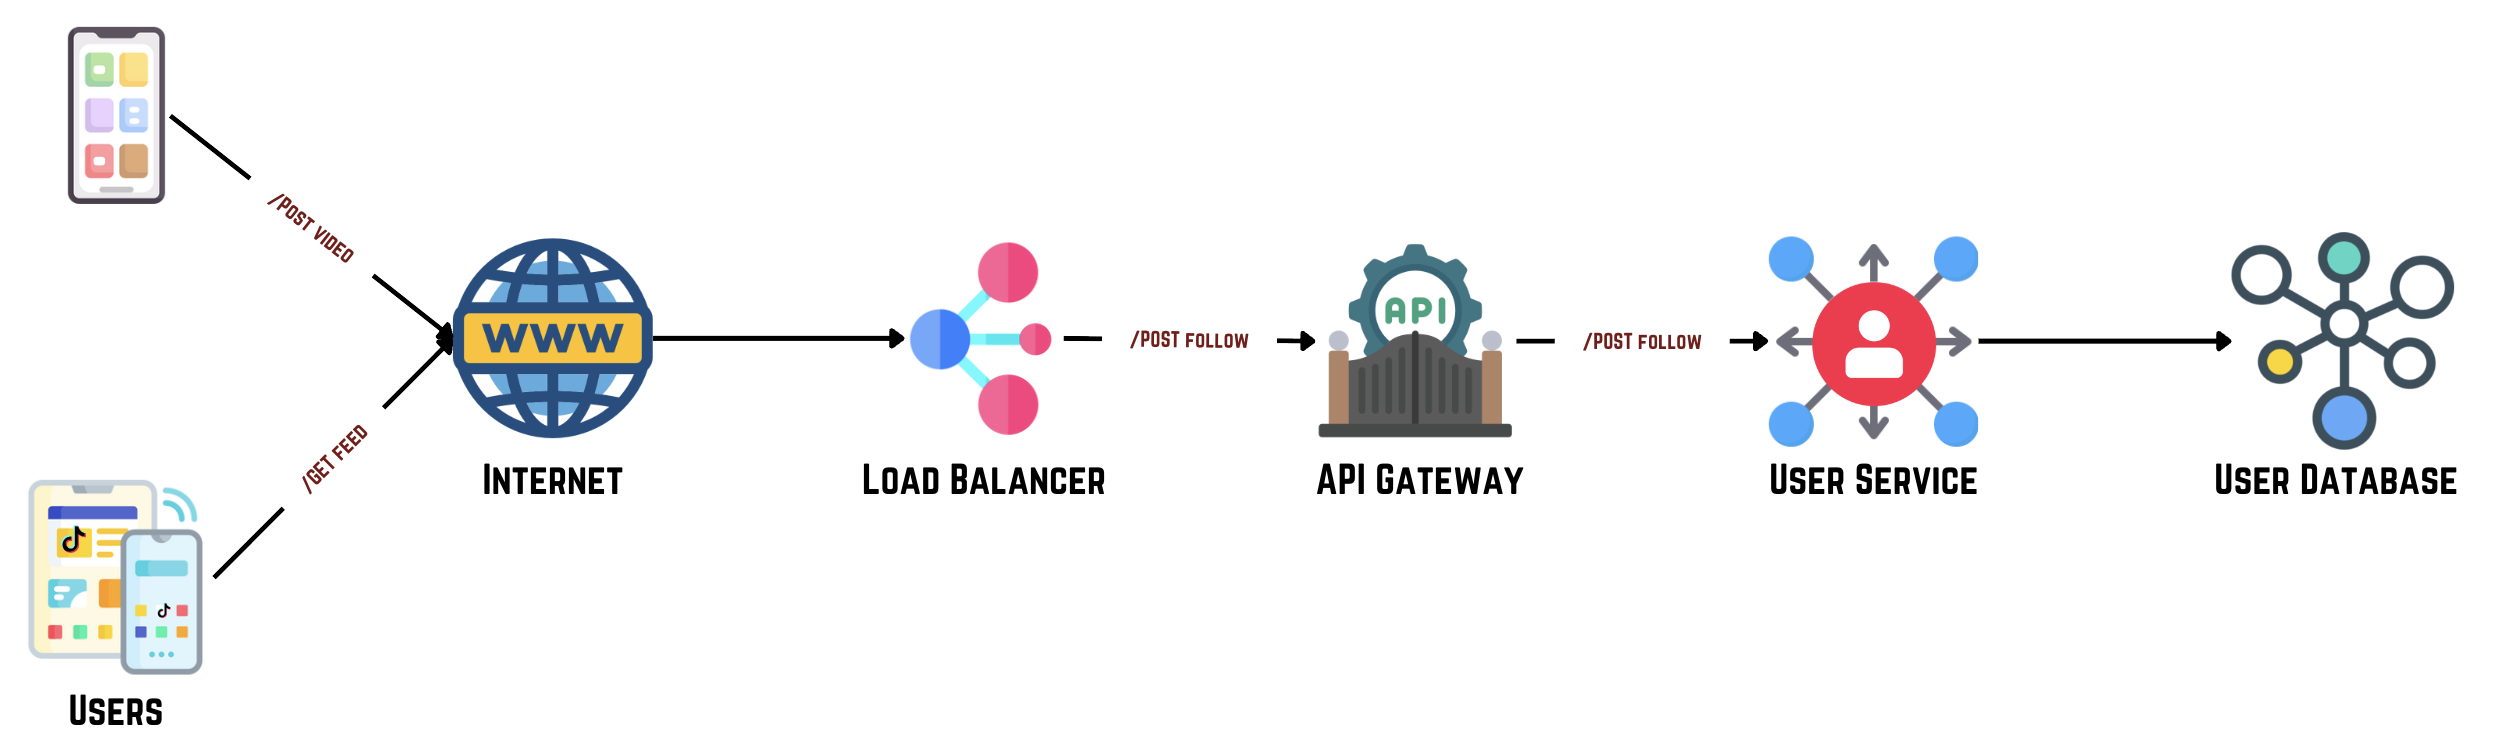 /post video
/get feed
Users
WWW
Internet
Load Balancer
/post follow
API
API Gateway
/post follow
User Service
User Database